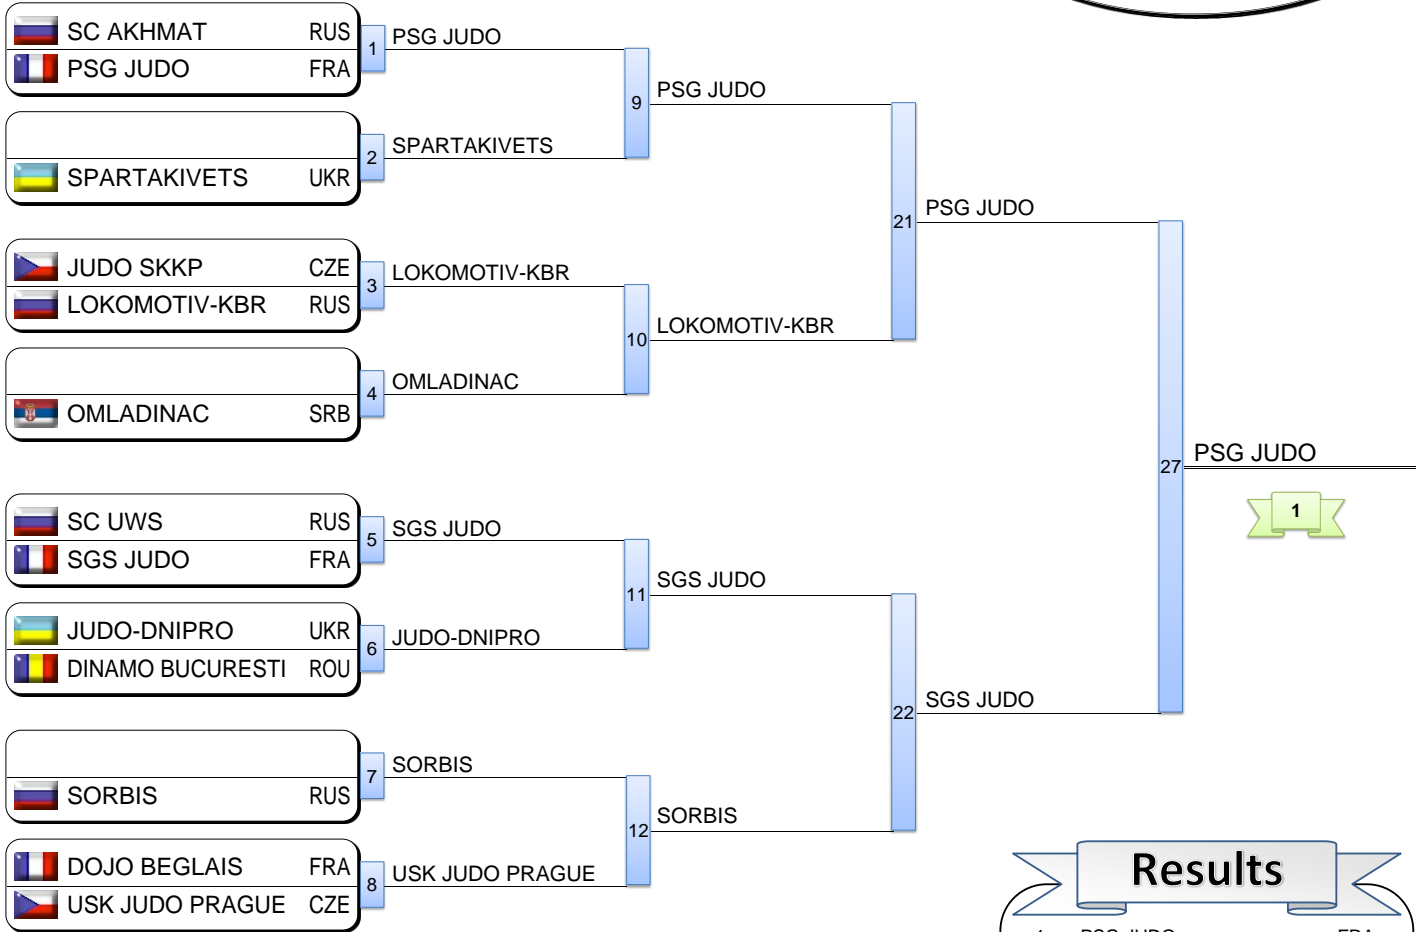 SC AKHMAT RUS
PSG JUDO FRA
1 PSG JUDO
9 PSG JUDO
SPARTAKIVETS UKR
2 SPARTAKIVETS
21 PSG JUDO
JUDO SKKP CZE
LOKOMOTIV-KBR RUS
3 LOKOMOTIV-KBR
10 LOKOMOTIV-KBR
OMLADINAC SRB
4 OMLADINAC
27 PSG JUDO
1
SC UWS RUS
SGS JUDO FRA
5 SGS JUDO
11 SGS JUDO
JUDO-DNIPRO UKR
DINAMO BUCURESTI ROU
6 JUDO-DNIPRO
22 SGS JUDO
SORBIS RUS
7 SORBIS
12 SORBIS
DOJO BEGLAIS FRA
USK JUDO PRAGUE CZE
8 USK JUDO PRAGUE
Results
1 PSG JUDO FRA